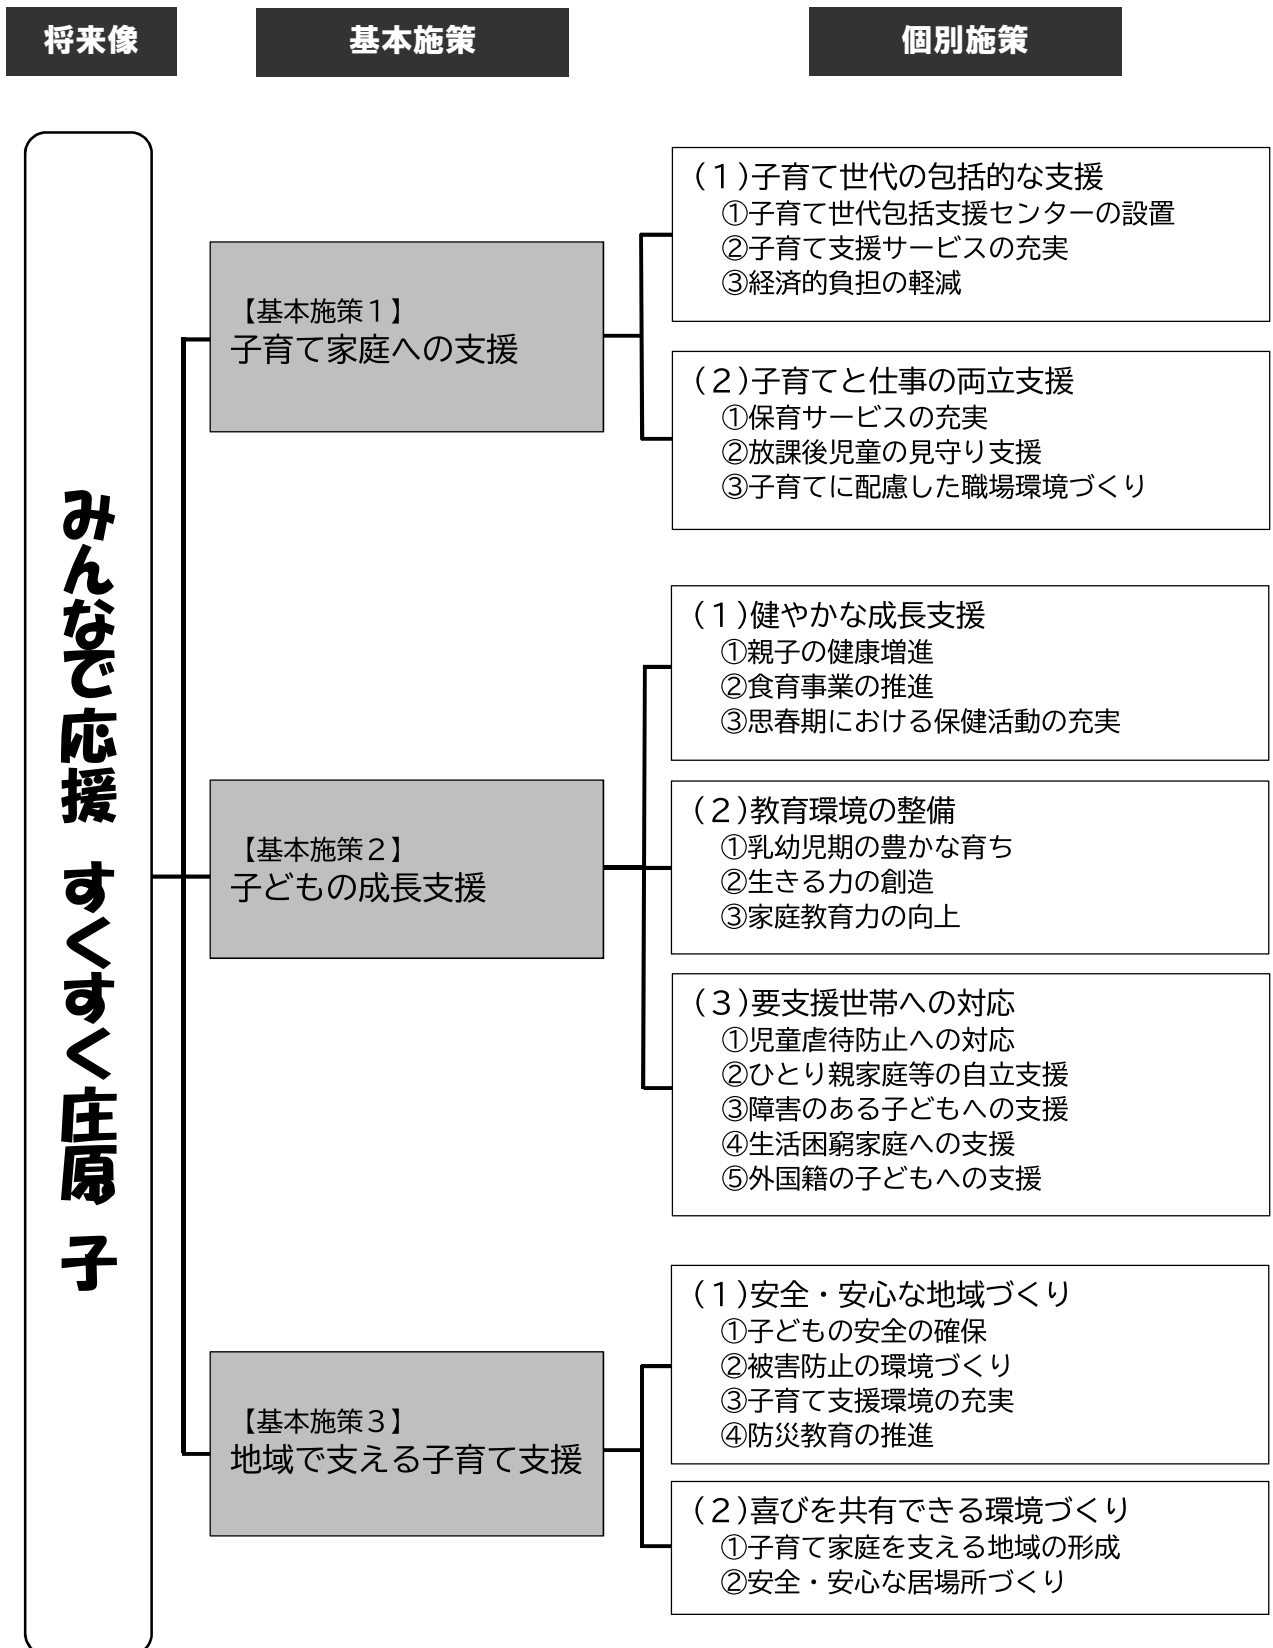 将来像
基本施策
個別施策
みんなで応援 すくすく庄原 子
【基本施策１】
子育て家庭への支援
（１）子育て世代の包括的な支援
①子育て世代包括支援センターの設置
②子育て支援サービスの充実
③経済的負担の軽減
（２）子育てと仕事の両立支援
①保育サービスの充実
②放課後児童の見守り支援
③子育てに配慮した職場環境づくり
【基本施策２】
子どもの成長支援
（１）健やかな成長支援
①親子の健康増進
②食育事業の推進
③思春期における保健活動の充実
（２）教育環境の整備
①乳幼児期の豊かな育ち
②生きる力の創造
③家庭教育力の向上
（３）要支援世帯への対応
①児童虐待防止への対応
②ひとり親家庭等の自立支援
③障害のある子どもへの支援
④生活困窮家庭への支援
⑤外国籍の子どもへの支援
【基本施策３】
地域で支える子育て支援
（１）安全・安心な地域づくり
①子どもの安全の確保
②被害防止の環境づくり
③子育て支援環境の充実
④防災教育の推進
（２）喜びを共有できる環境づくり
①子育て家庭を支える地域の形成
②安全・安心な居場所づくり